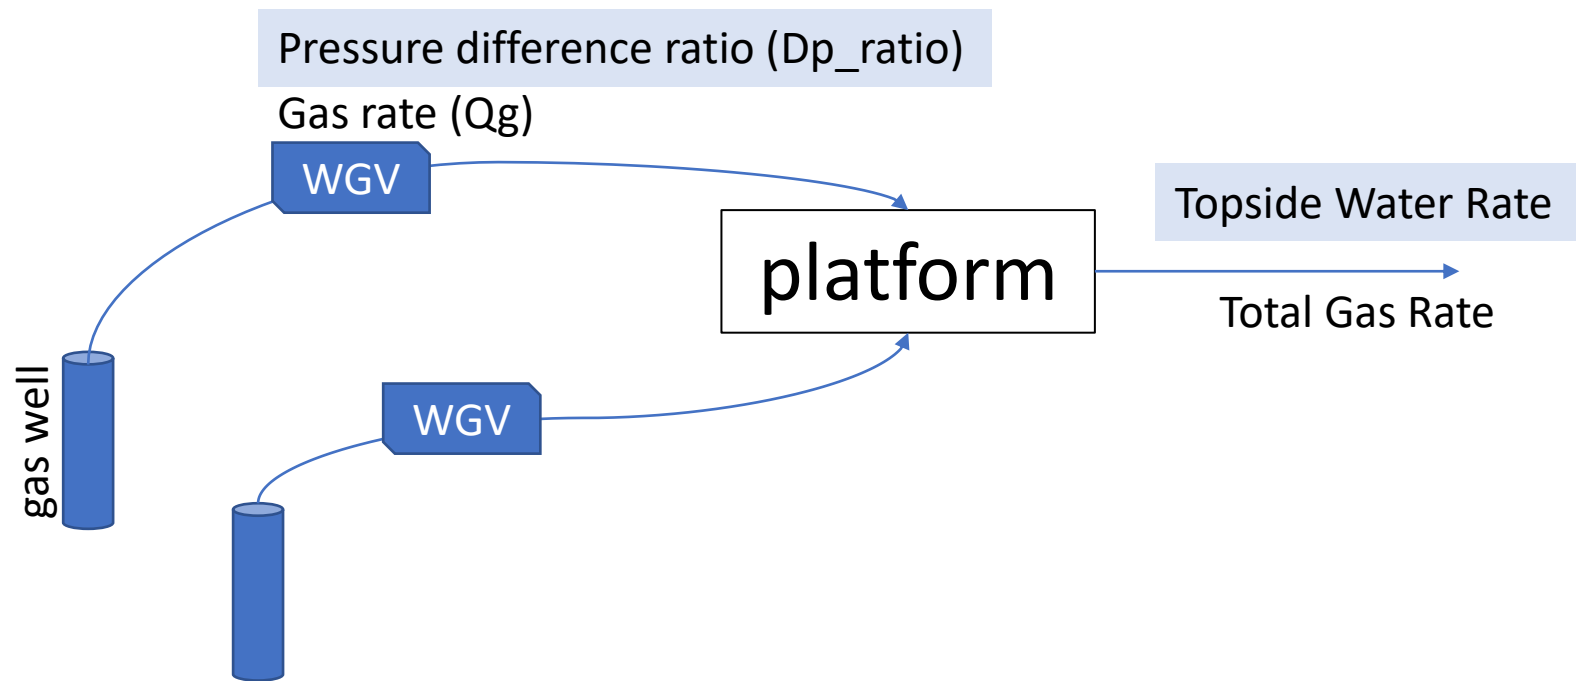 Pressure difference ratio (Dp_ratio)
Gas rate (Qg)
WGV
Topside Water Rate
platform
Total Gas Rate
gas well
WGV